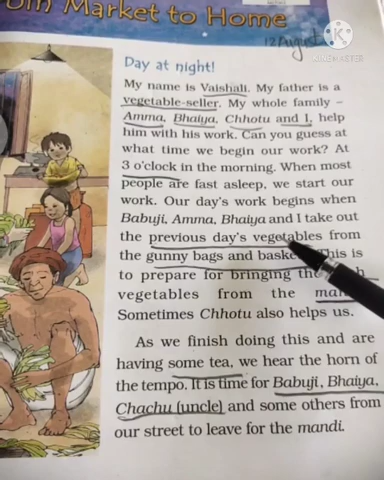 om Market to Home
12 August
KINEMASTER
Day at night!
My name is Vaishali. My father is a
vegetable-seller. My whole family –
Amma, Bhaiya, Chhotu and I, help
him with his work. Can you guess at
what time we begin our work? At
3 o'clock in the morning. When most
people are fast asleep, we start our
work. Our day's work begins when
Babuji, Amma, Bhaiya and I take out
the previous day's vegetables from
the gunny bags and baske This is
to prepare for bringing the h
vegetables from the man
Sometimes Chhotu also helps us.
As we finish doing this and are
having some tea, we hear the horn of
the tempo. It is time for Babuji, Bhaiya,
Chachu (uncle) and some others from
our street to leave for the mandi.